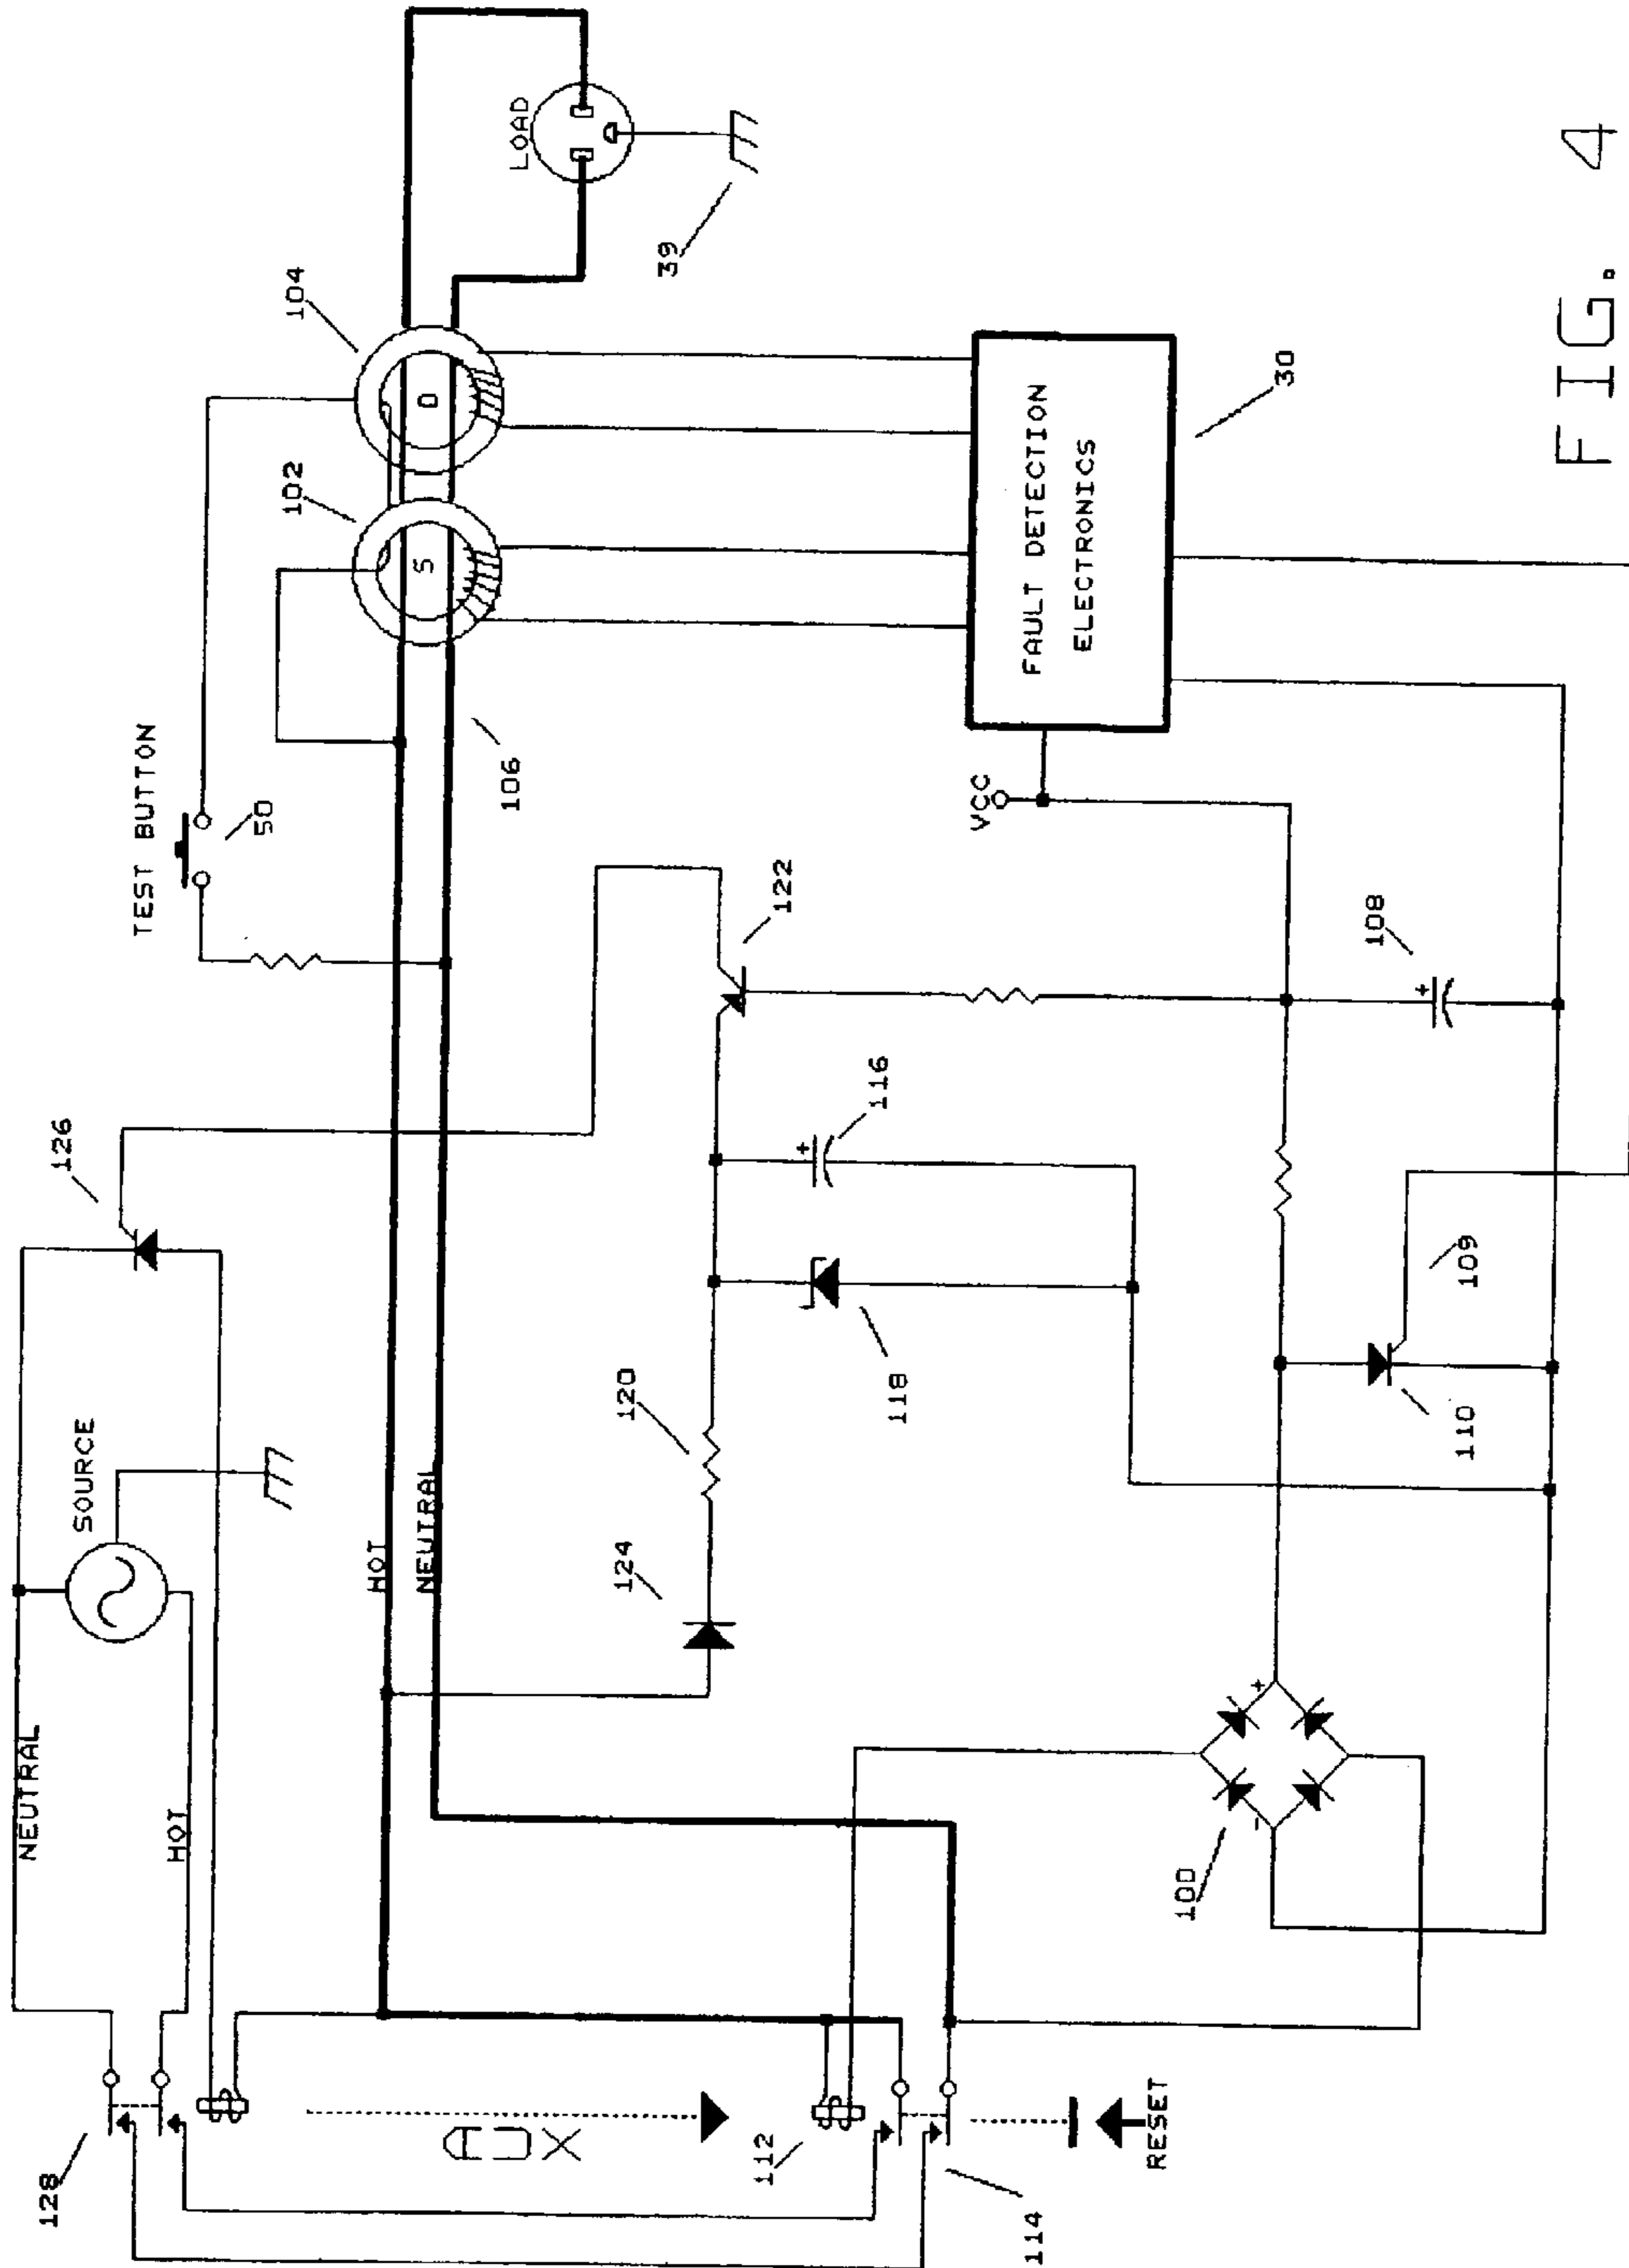 TEST BUTTON
50
SOURCE
NEUTRAL
HOT
126
128
102
104
S
D
LOAD
39
HOT
NEUTRAL
106
AUX
112
114
RESET
124
120
118
116
122
VCC
FAULT DETECTION
ELECTRONICS
30
100
+
-
110
109
108
+
+
FIG. 4